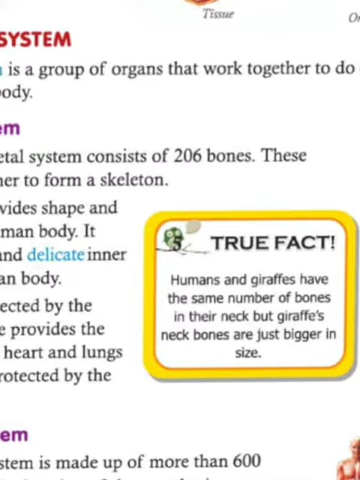 Tissue
SYSTEM
is a group of organs that work together to do
body.
em
etal system consists of 206 bones. These
er to form a skeleton.
vides shape and
man body. It
and delicate inner
an body.
ected by the
e provides the
heart and lungs
rotected by the
TRUE FACT!
Humans and giraffes have
the same number of bones
in their neck but giraffe's
neck bones are just bigger in
size.
em
stem is made up of more than 600